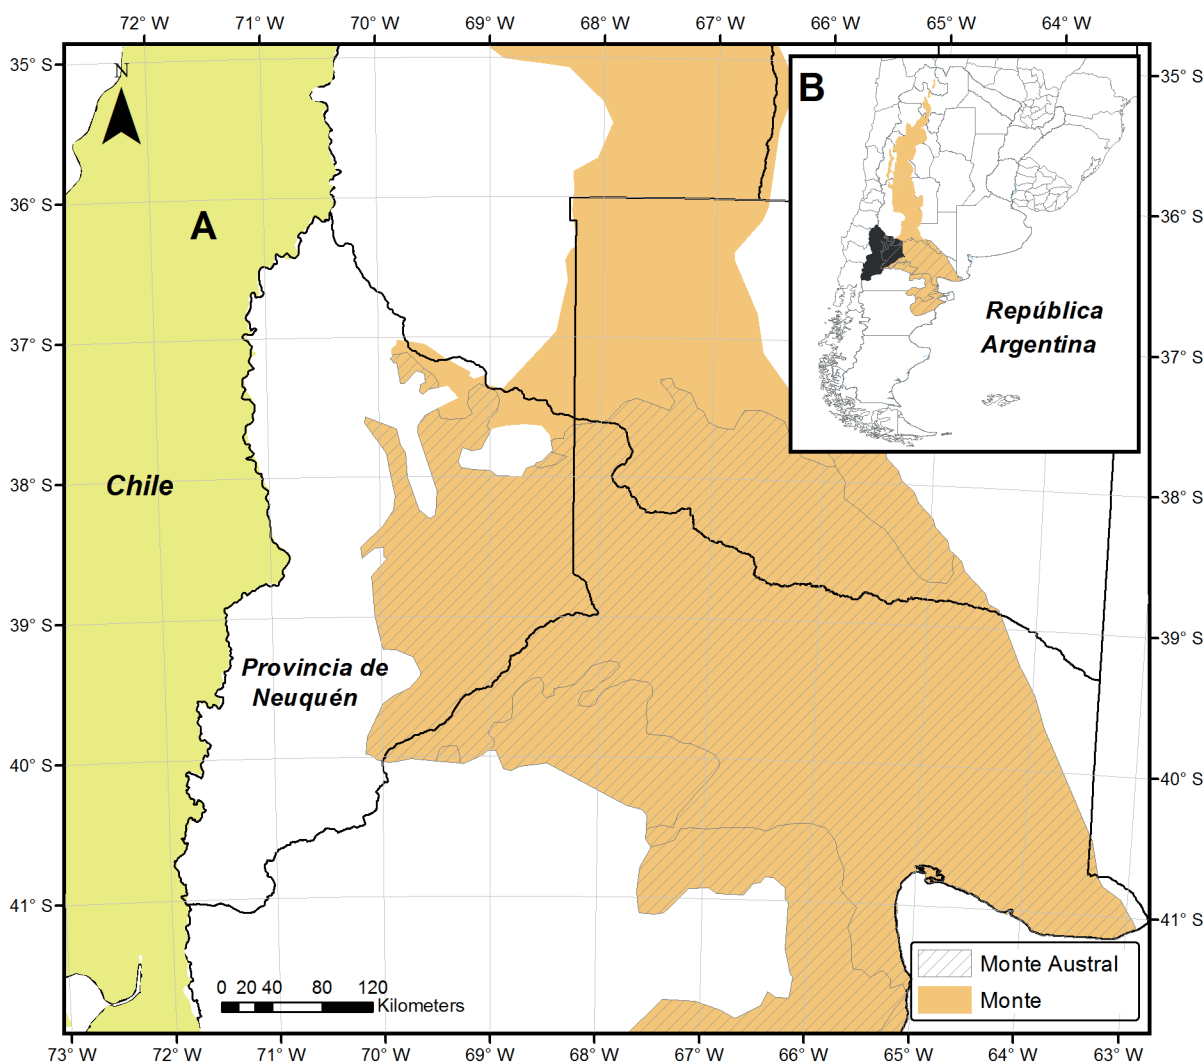 72° W 71° W 70° W 69° W 68° W 67° W 66° W 65° W 64° W
35° S
35° S
N
B
A
36° S
36° S
República
Argentina
37° S
37° S
Chile
38° S
38° S
39° S
39° S
Provincia de
Neuquén
40° S
40° S
41° S
41° S
Monte Austral
Monte
0 20 40 80 120
Kilometers
73° W 72° W 71° W 70° W 69° W 68° W 67° W 66° W 65° W 64° W 63° W